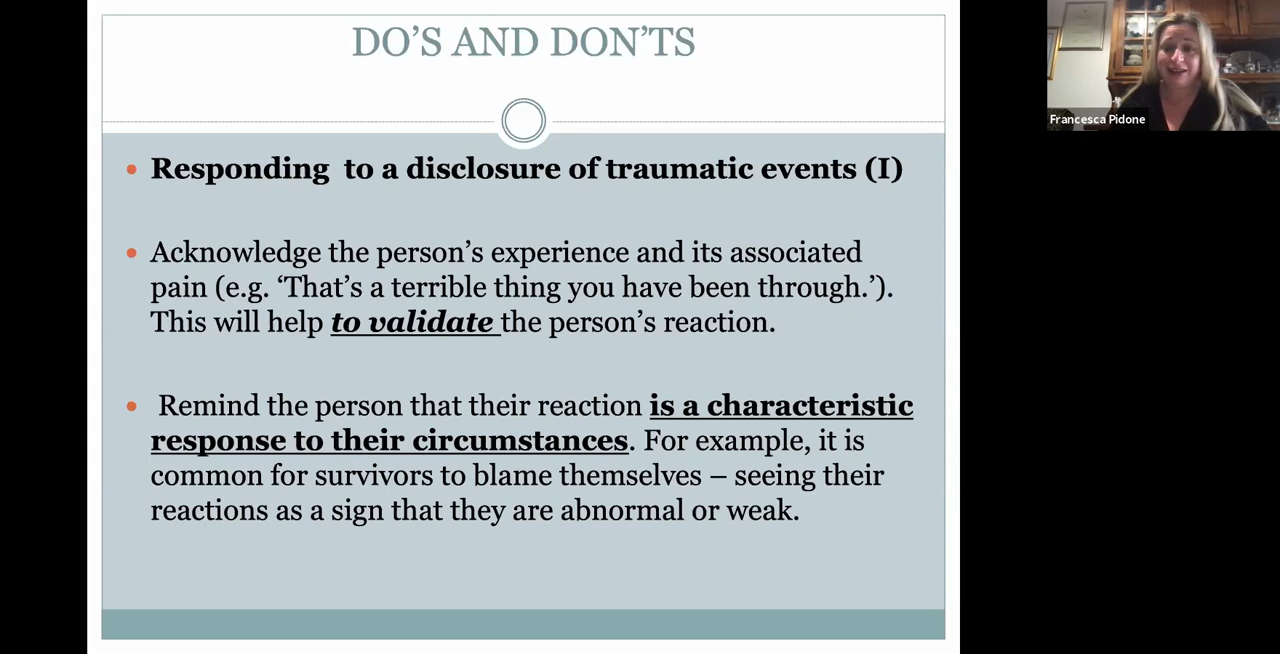 DO’S AND DON’TS
Responding to a disclosure of traumatic events (I)
Acknowledge the person’s experience and its associated
pain (e.g. ‘That’s a terrible thing you have been through.’).
This will help to validate the person’s reaction.
Remind the person that their reaction is a characteristic
response to their circumstances. For example, it is
common for survivors to blame themselves – seeing their
reactions as a sign that they are abnormal or weak.
Francesca Pidone